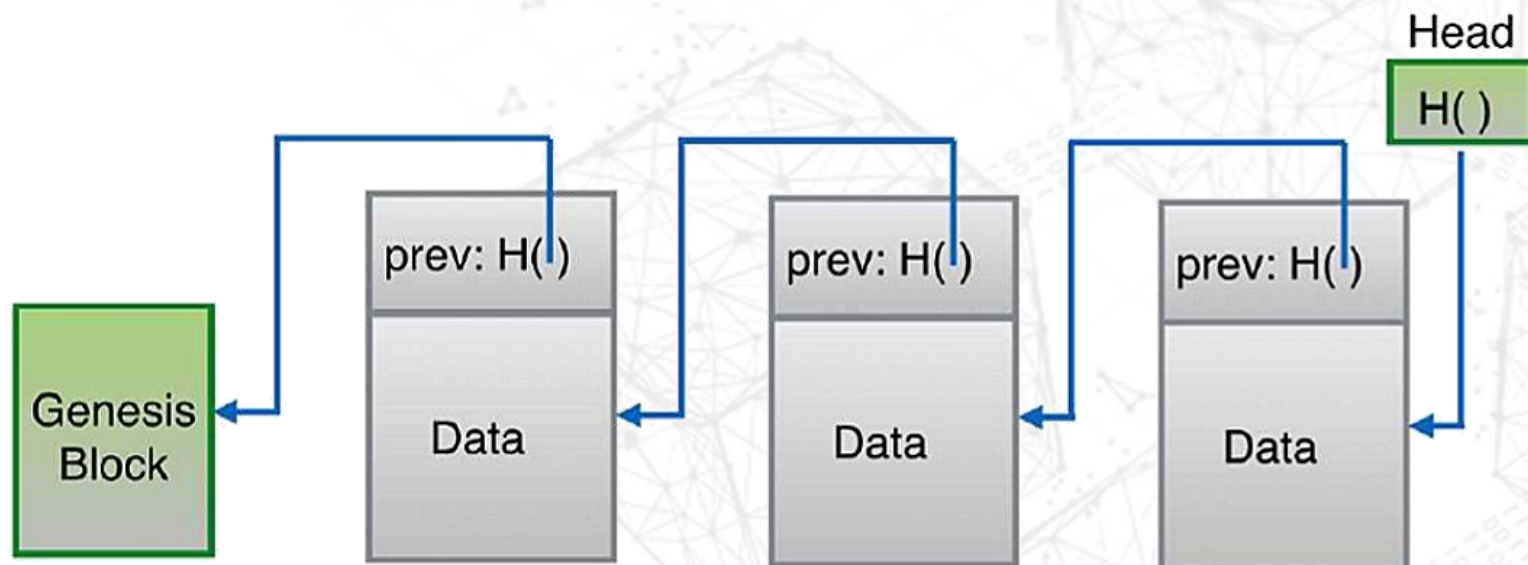 Head
H( )
prev: H( )
prev: H( )
prev: H( )
Genesis
Block
Data
Data
Data